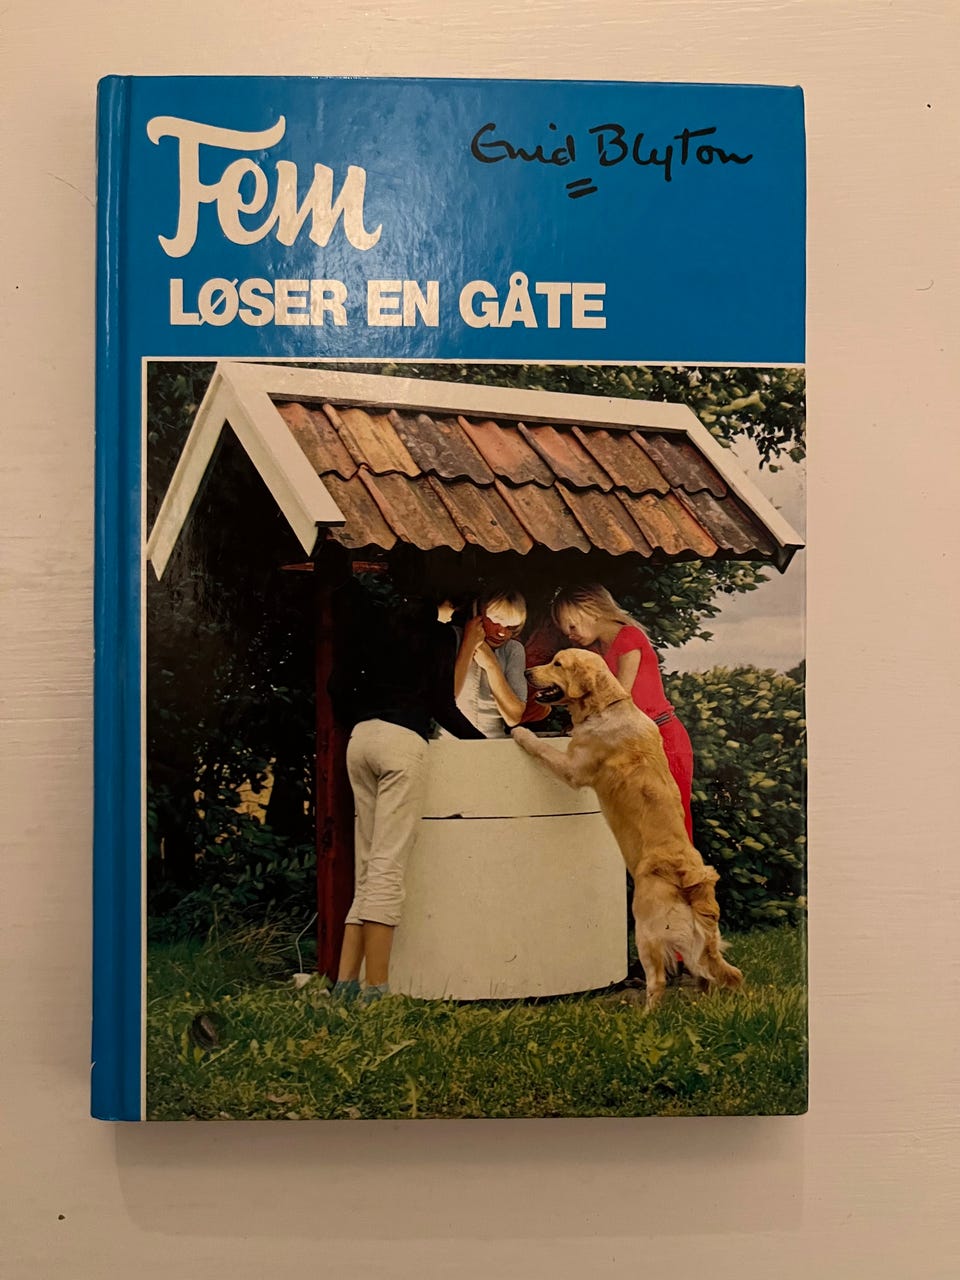 Fem
Enid Blyton
LØSER EN GÅTE